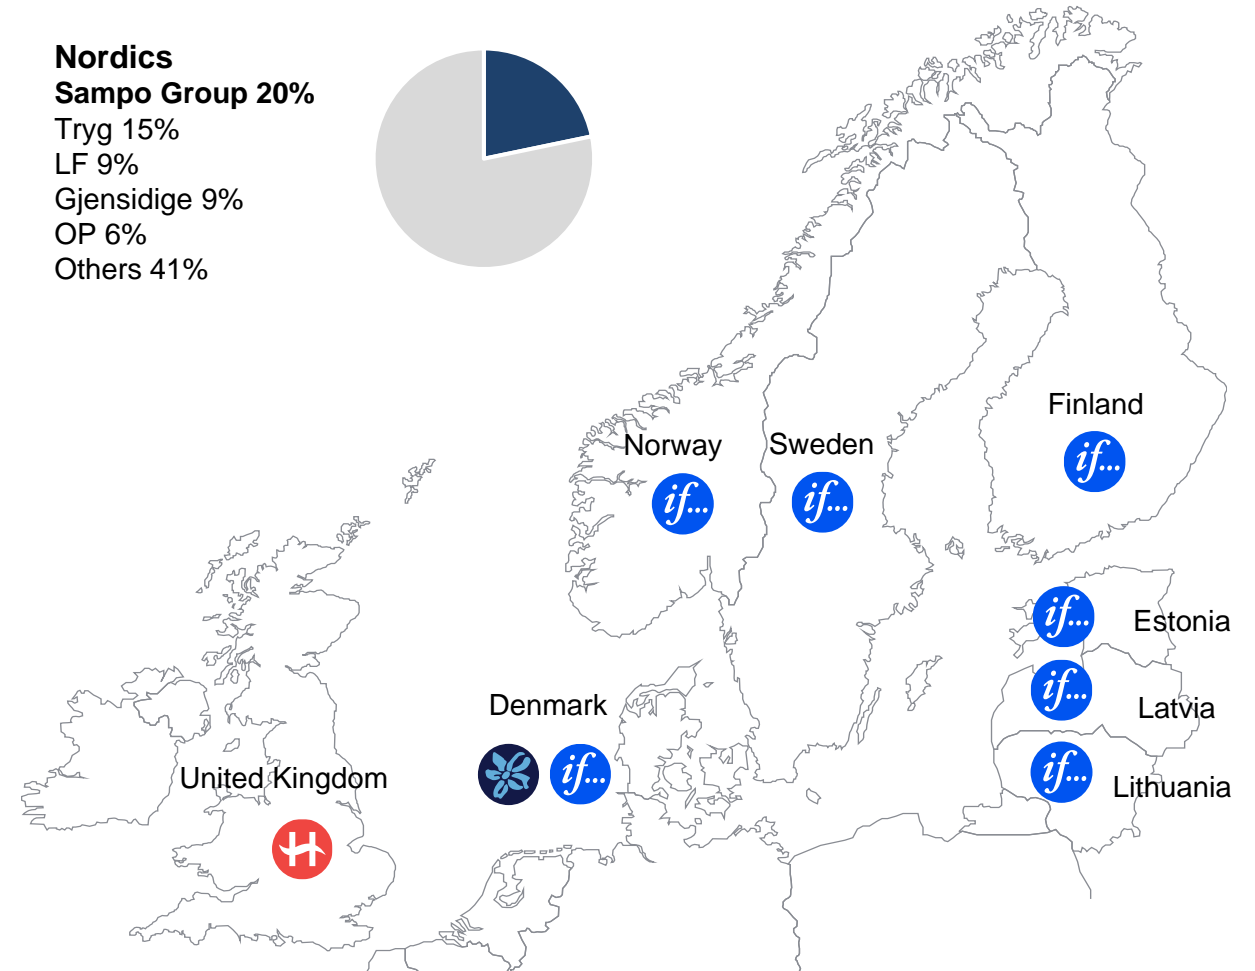 Nordics
Sampo Group 20%
Tryg 15%
LF 9%
Gjensidige 9%
OP 6%
Others 41%
Finland
if...
Norway
Sweden
if...
if...
if...
Estonia
if...
Latvia
Denmark
if...
if...
Lithuania
United Kingdom
H